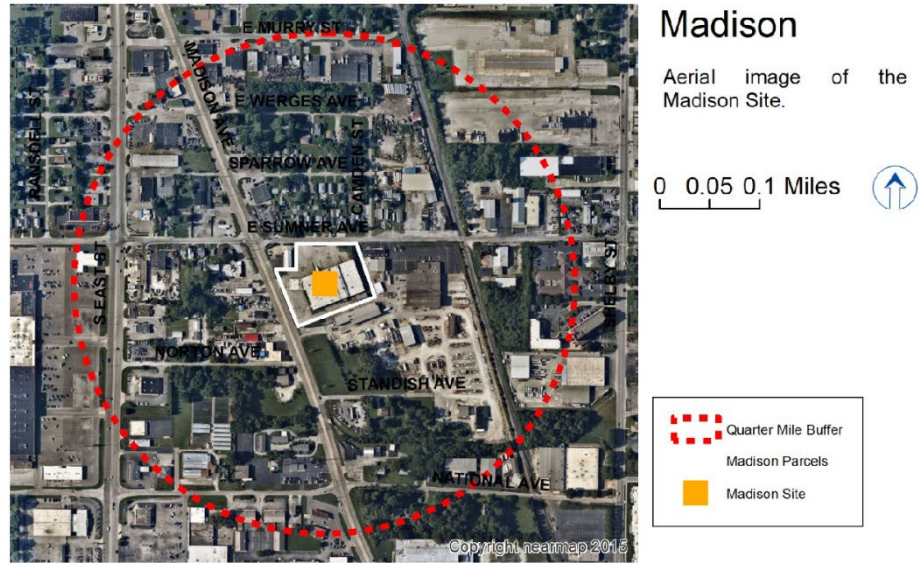 Madison
Aerial image of the
Madison Site.
0 0.05 0.1 Miles
E MURRY ST
MADISON AVE
RANSDELL ST
E WERGES AVE
CAMDEN ST
SPARROW AVE
E SUMNER AVE
S EAST ST
SHELBY ST
NORTON AVE
STANDISH AVE
NATIONAL AVE
Copyright nearmap 2015
Quarter Mile Buffer
Madison Parcels
Madison Site